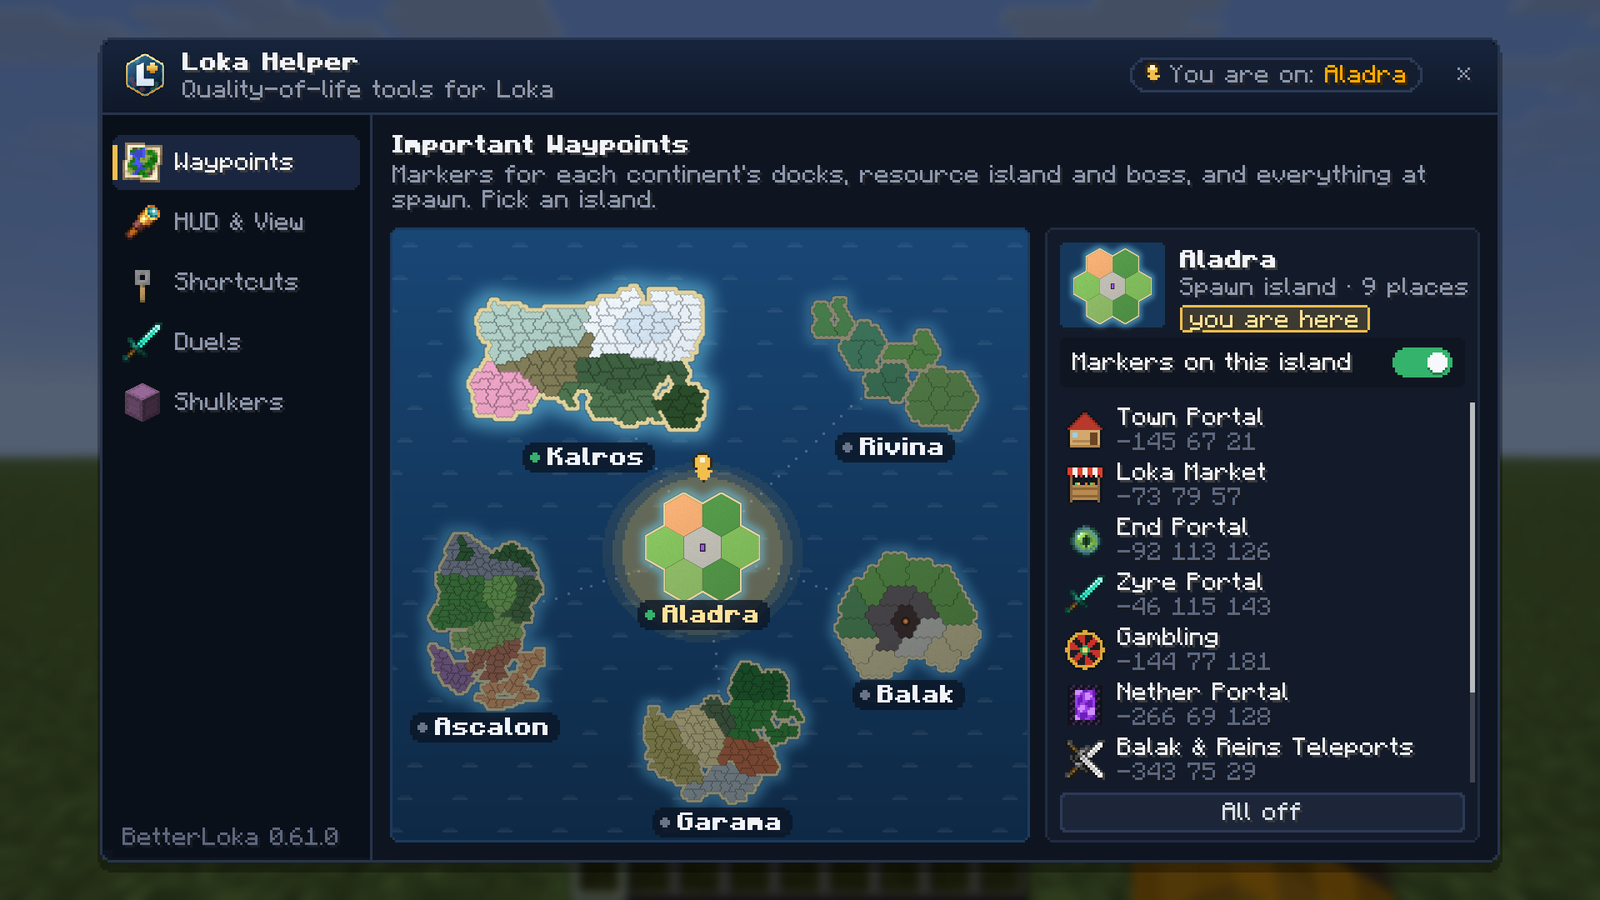 Loka Helper
Quality-of-life tools for Loka
You are on: Aladra
×
Waypoints
HUD & View
Shortcuts
Duels
Shulkers
BetterLoka 0.61.0
Important Waypoints
Markers for each continent's docks, resource island and boss, and everything at
spawn. Pick an island.
Kalros
Rivina
Aladra
Ascalon
Balak
Garama
Aladra
Spawn island · 9 places
you are here
Markers on this island
Town Portal
-145 67 21
Loka Market
-73 79 57
End Portal
-92 113 126
Zyre Portal
-46 115 143
Gambling
-144 77 181
Nether Portal
-266 69 128
Balak & Reins Teleports
-343 75 29
All off